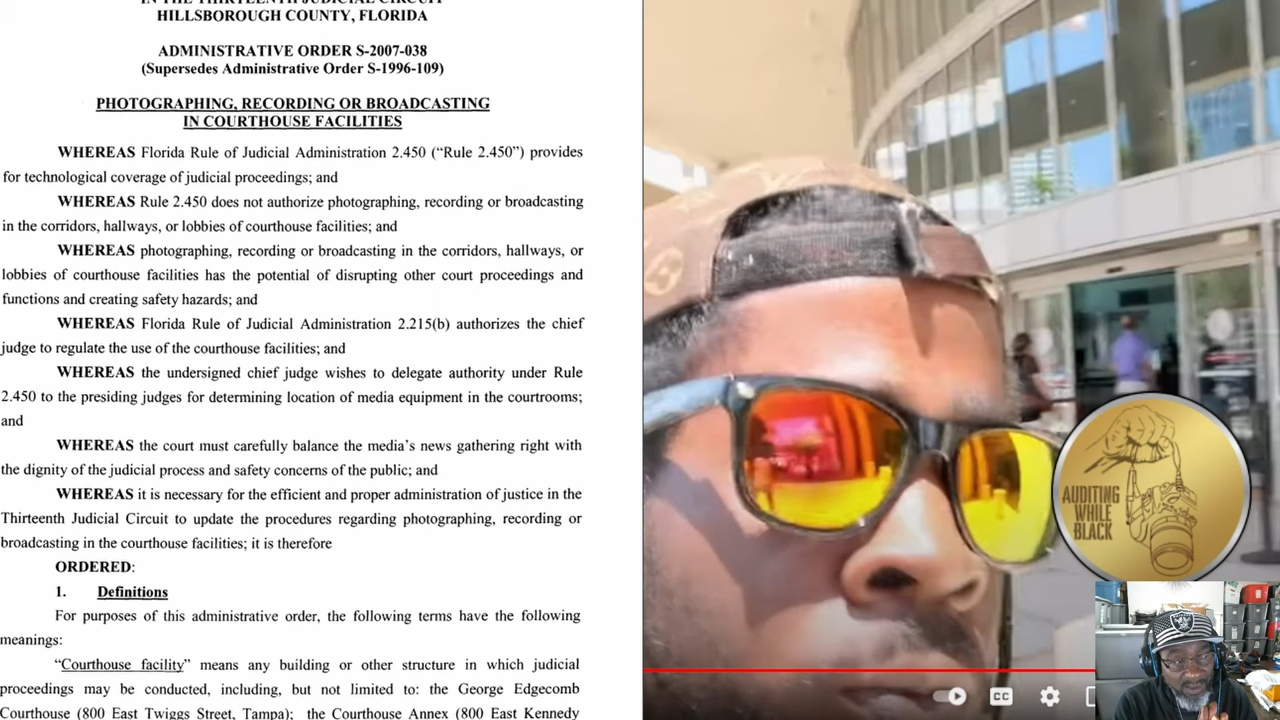 IN THE THIRTEENTH JUDICIAL CIRCUIT
HILLSBOROUGH COUNTY, FLORIDA
ADMINISTRATIVE ORDER S-2007-038
(Supersedes Administrative Order S-1996-109)
PHOTOGRAPHING, RECORDING OR BROADCASTING
IN COURTHOUSE FACILITIES
WHEREAS Florida Rule of Judicial Administration 2.450 (“Rule 2.450”) provides
for technological coverage of judicial proceedings; and
WHEREAS Rule 2.450 does not authorize photographing, recording or broadcasting
in the corridors, hallways, or lobbies of courthouse facilities; and
WHEREAS photographing, recording or broadcasting in the corridors, hallways, or
lobbies of courthouse facilities has the potential of disrupting other court proceedings and
functions and creating safety hazards; and
WHEREAS Florida Rule of Judicial Administration 2.215(b) authorizes the chief
judge to regulate the use of the courthouse facilities; and
WHEREAS the undersigned chief judge wishes to delegate authority under Rule
2.450 to the presiding judges for determining location of media equipment in the courtrooms;
and
WHEREAS the court must carefully balance the media’s news gathering right with
the dignity of the judicial process and safety concerns of the public; and
WHEREAS it is necessary for the efficient and proper administration of justice in the
Thirteenth Judicial Circuit to update the procedures regarding photographing, recording or
broadcasting in the courthouse facilities; it is therefore
ORDERED:
1. Definitions
For purposes of this administrative order, the following terms have the following
meanings:
“Courthouse facility” means any building or other structure in which judicial
proceedings may be conducted, including, but not limited to: the George Edgecomb
Courthouse (800 East Twiggs Street, Tampa); the Courthouse Annex (800 East Kennedy
AUDITING
WHILE
BLACK
CC